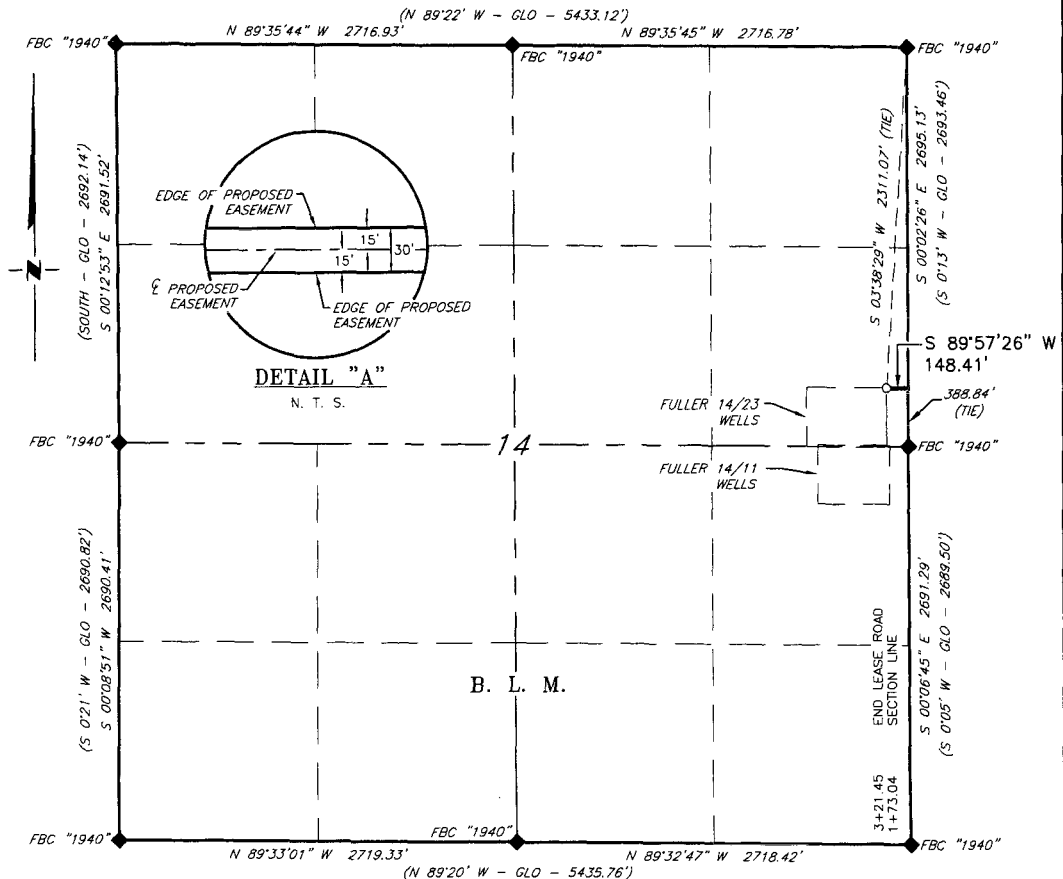 (N 89°22' W - GLO - 5433.12')
N 89°35'44" W 2716.93'
N 89°35'45" W 2716.78'
FBC "1940"
FBC "1940"
FBC "1940"
(SOUTH - GLO - 2692.14')
S 00°12'53" E 2691.52'
N
EDGE OF PROPOSED
EASEMENT
15'
15'
30'
℄ PROPOSED
EASEMENT
EDGE OF PROPOSED
EASEMENT
DETAIL "A"
N. T. S.
S 03°38'29" W 2311.07' (TIE)
S 00°02'26" E 2695.13'
(S 0°13' W - GLO - 2693.46')
S 89°57'26" W
148.41'
388.84'
(TIE)
FULLER 14/23
WELLS
FBC "1940"
14
FBC "1940"
FULLER 14/11
WELLS
(S 0°21' W - GLO - 2690.82')
S 00°08'51" W 2690.41'
B. L. M.
END LEASE ROAD
SECTION LINE
3+21.45
1+73.04
S 00°06'45" E 2691.29'
(S 0°05' W - GLO - 2689.50')
FBC "1940"
FBC "1940"
FBC "1940"
N 89°33'01" W 2719.33'
N 89°32'47" W 2718.42'
(N 89°20' W - GLO - 5435.76')